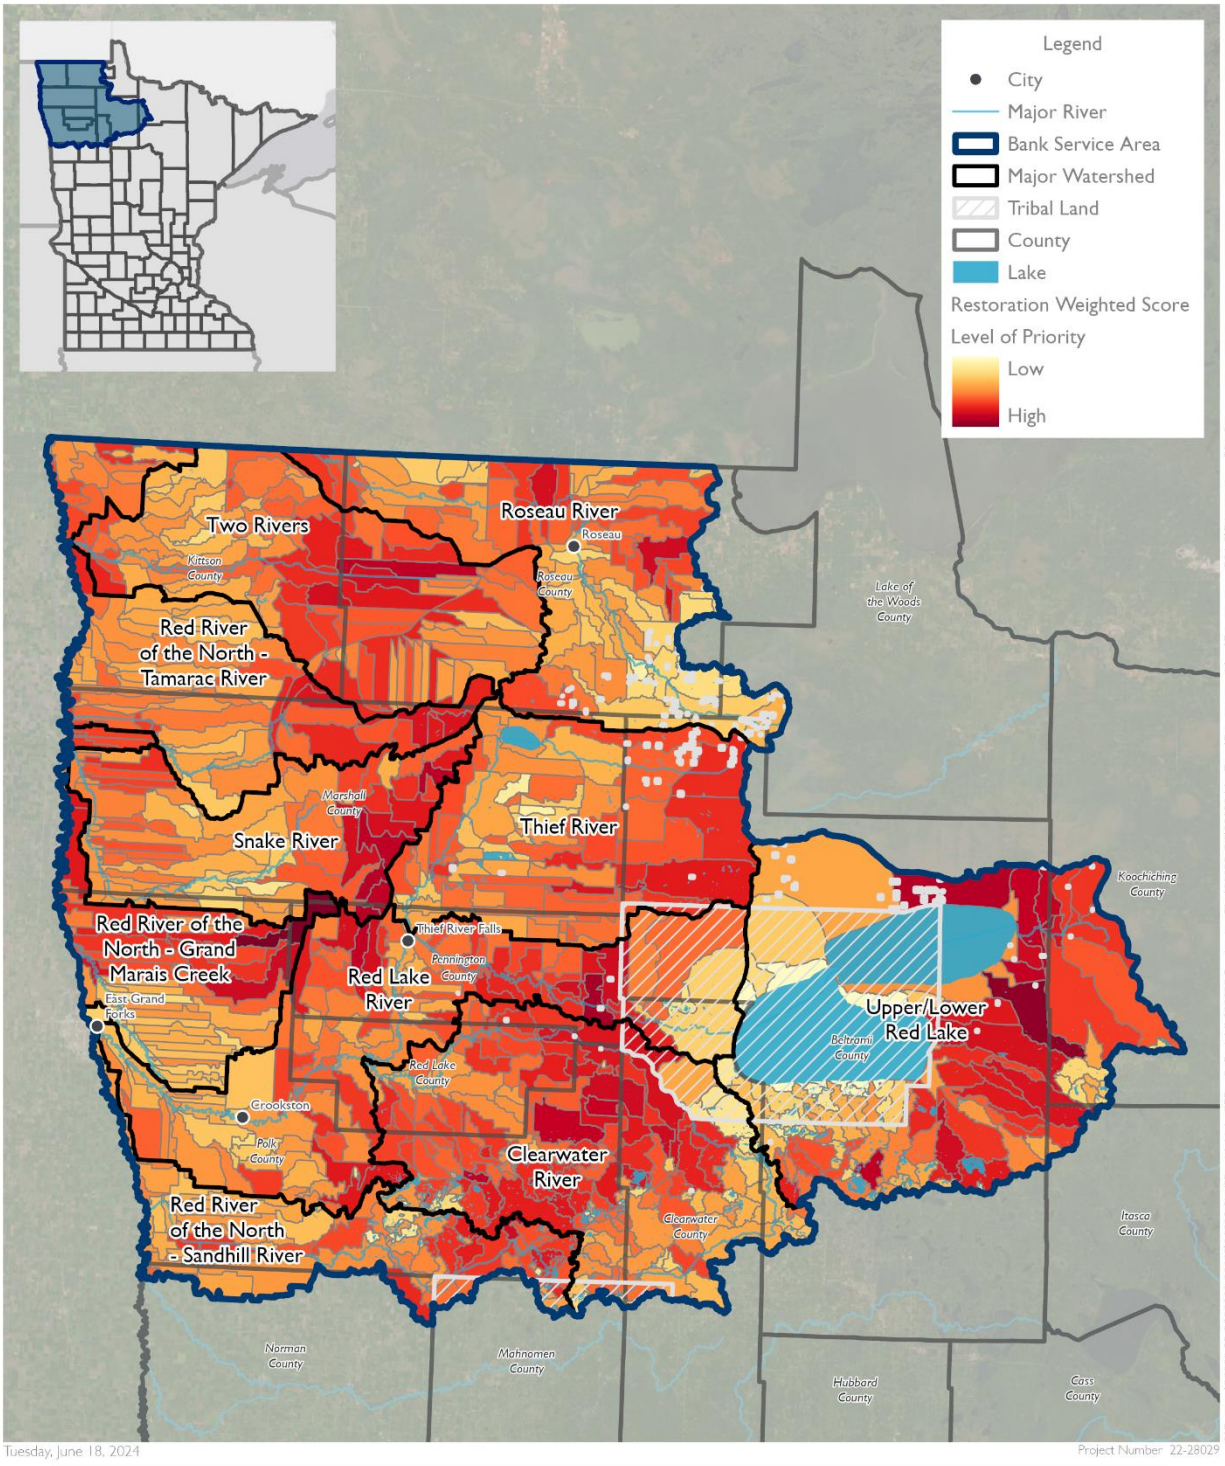 Legend
City
Major River
Bank Service Area
Major Watershed
Tribal Land
County
Lake
Restoration Weighted Score
Level of Priority
Low
High
Roseau River
Two Rivers
Roseau
Kittson
County
Roseau
County
Lake of
the Woods
County
Red River
of the North -
Tamarac River
Marshall
County
Snake River
Thief River
Koochiching
County
Red River of the
North - Grand
Marais Creek
Thief River Falls
Pennington
County
Red Lake
River
East Grand
Forks
Upper/Lower
Red Lake
Beltrami
County
Red Lake
County
Crookston
Polk
County
Clearwater
River
Red River
of the North
- Sandhill River
Clearwater
County
Itasca
County
Norman
County
Mahnomen
County
Hubbard
County
Cass
County
Tuesday, June 18, 2024
Project Number 22-28029